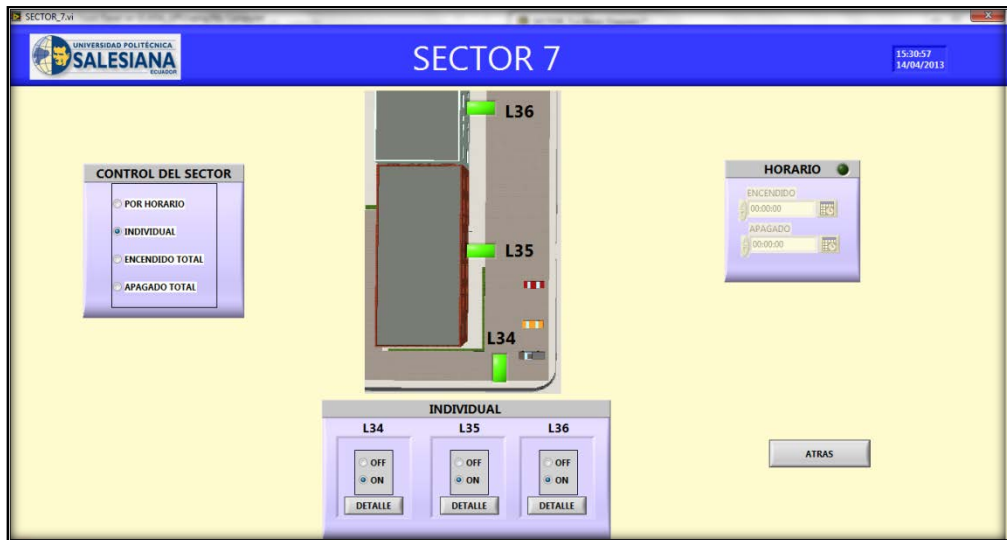 SECTOR_7.vi
UNIVERSIDAD POLITÉCNICA
SALESIANA
ECUADOR
SECTOR 7
15:30:57
14/04/2013
CONTROL DEL SECTOR
POR HORARIO
INDIVIDUAL
ENCENDIDO TOTAL
APAGADO TOTAL
L36
L35
L34
HORARIO
ENCENDIDO
00:00:00
APAGADO
00:00:00
INDIVIDUAL
L34 L35 L36
OFF OFF OFF
ON ON ON
DETALLE DETALLE DETALLE
ATRAS